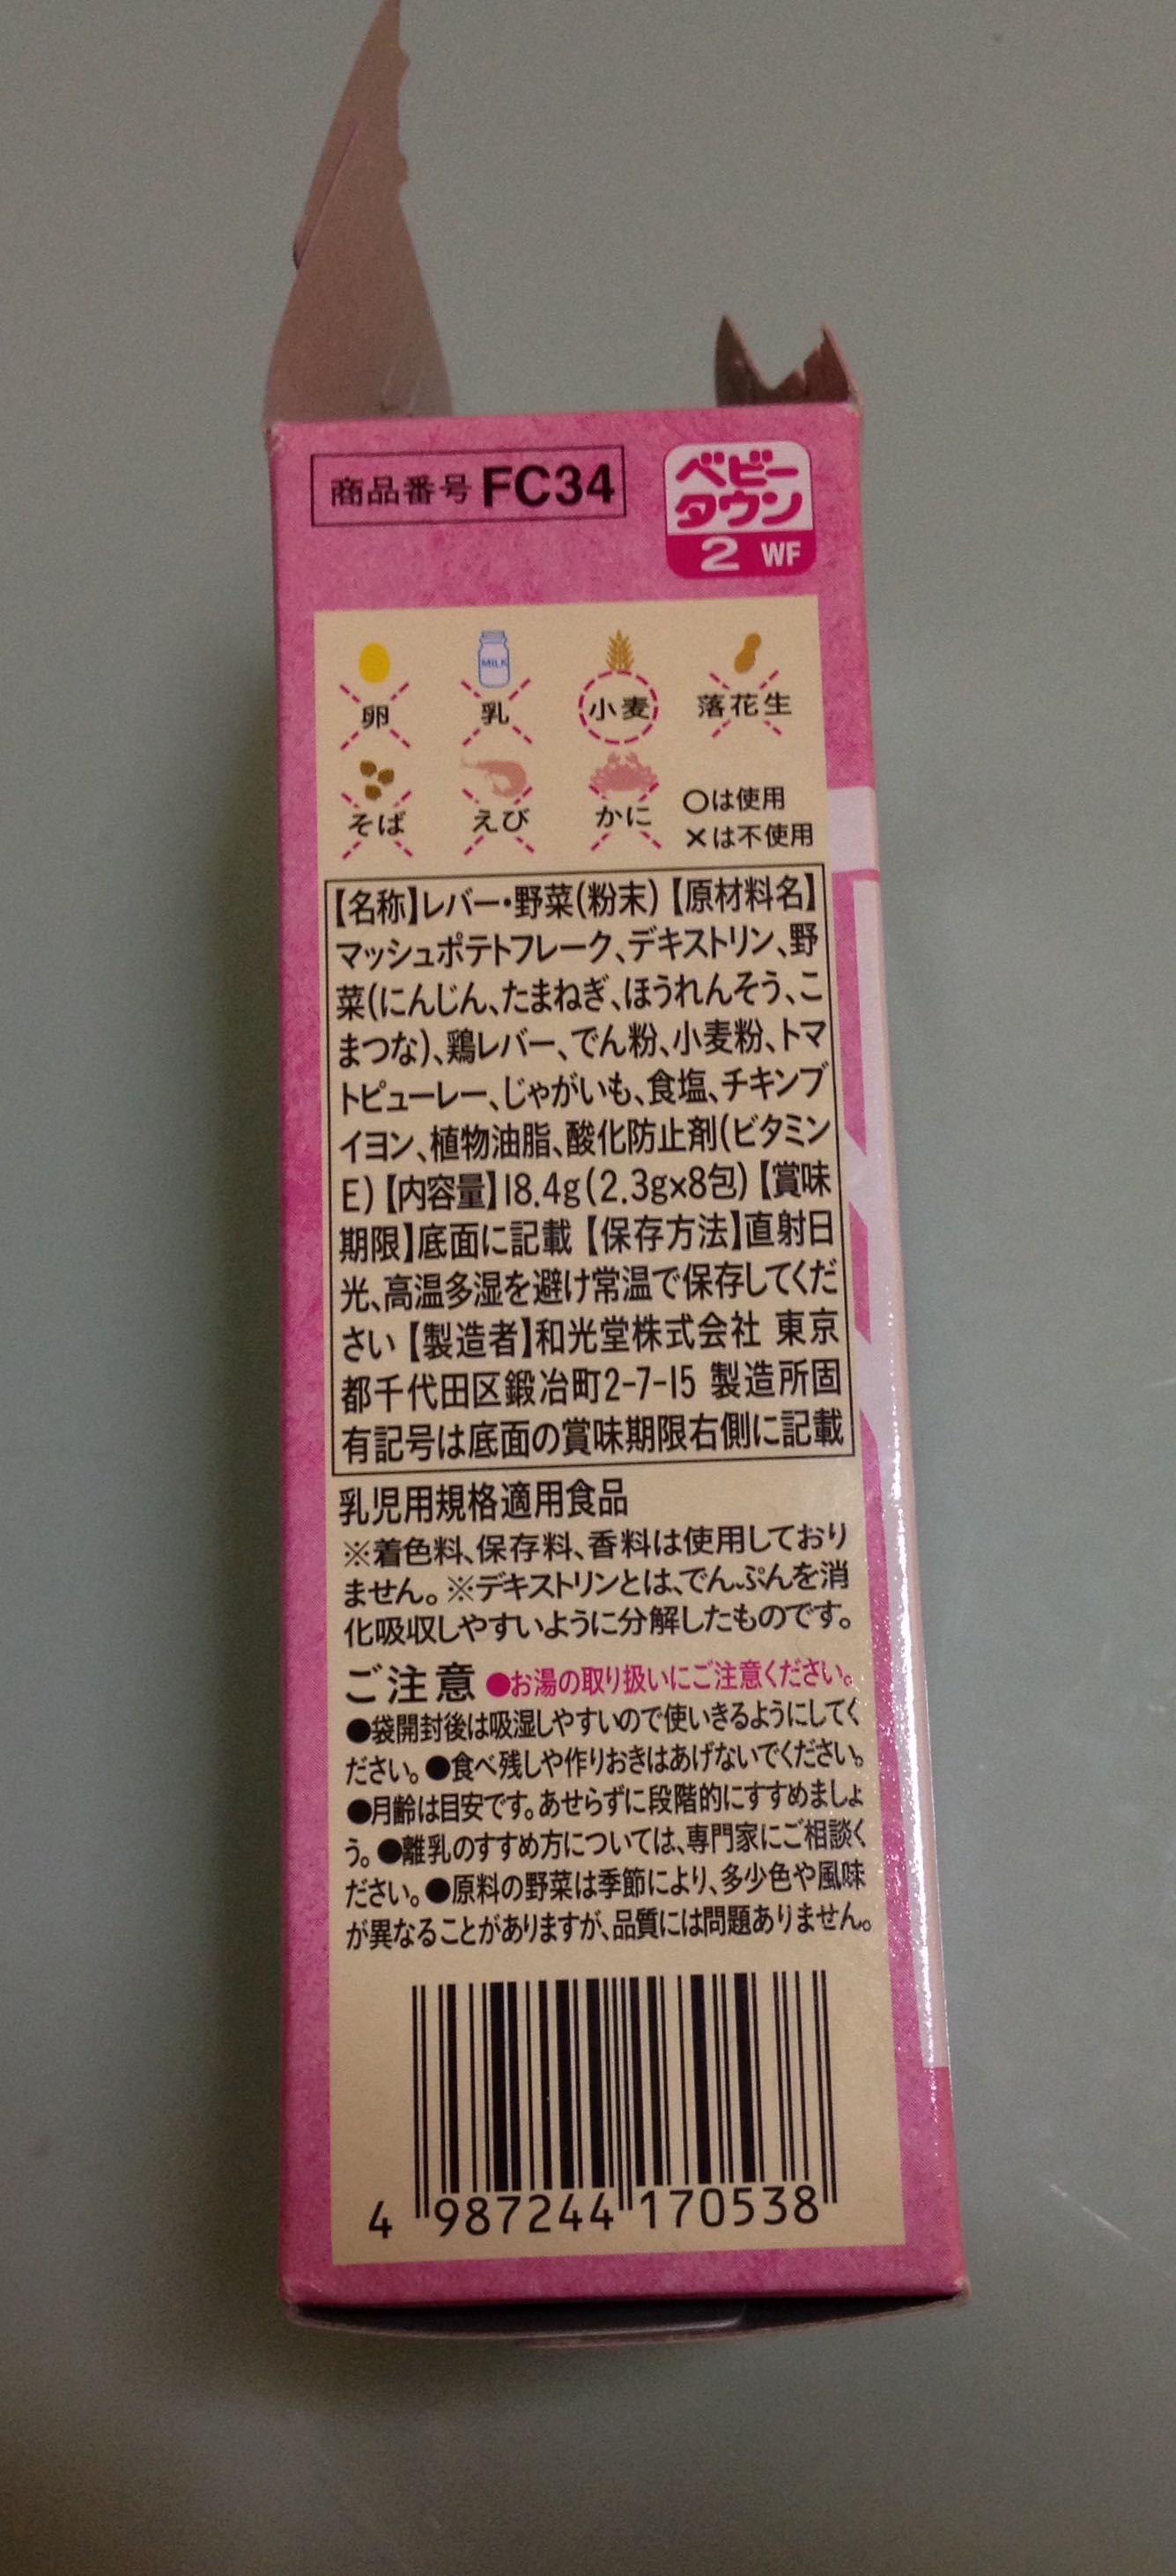 商品番号 FC34
ベビー
タウン
2 WF
MILK
卵 乳 小麦 落花生
そば えび かに
○は使用
×は不使用
【名称】レバー・野菜(粉末)【原材料名】
マッシュポテトフレーク、デキストリン、野
菜(にんじん、たまねぎ、ほうれんそう、こ
まつな)、鶏レバー、でん粉、小麦粉、トマ
トピューレー、じゃがいも、食塩、チキンブ
イヨン、植物油脂、酸化防止剤(ビタミン
E)【内容量】18.4g(2.3g×8包)【賞味
期限】底面に記載【保存方法】直射日
光、高温多湿を避け常温で保存してくだ
さい【製造者】和光堂株式会社 東京
都千代田区鍛冶町2-7-15 製造所固
有記号は底面の賞味期限右側に記載
乳児用規格適用食品
※着色料、保存料、香料は使用しており
ません。※デキストリンとは、でんぷんを消
化吸収しやすいように分解したものです。
ご注意 ●お湯の取り扱いにご注意ください。
●袋開封後は吸湿しやすいので使いきるようにしてく
ださい。●食べ残しや作りおきはあげないでください。
●月齢は目安です。あせらずに段階的にすすめましょ
う。●離乳のすすめ方については、専門家にご相談く
ださい。●原料の野菜は季節により、多少色や風味
が異なることがありますが、品質には問題ありません。
4 987244 170538